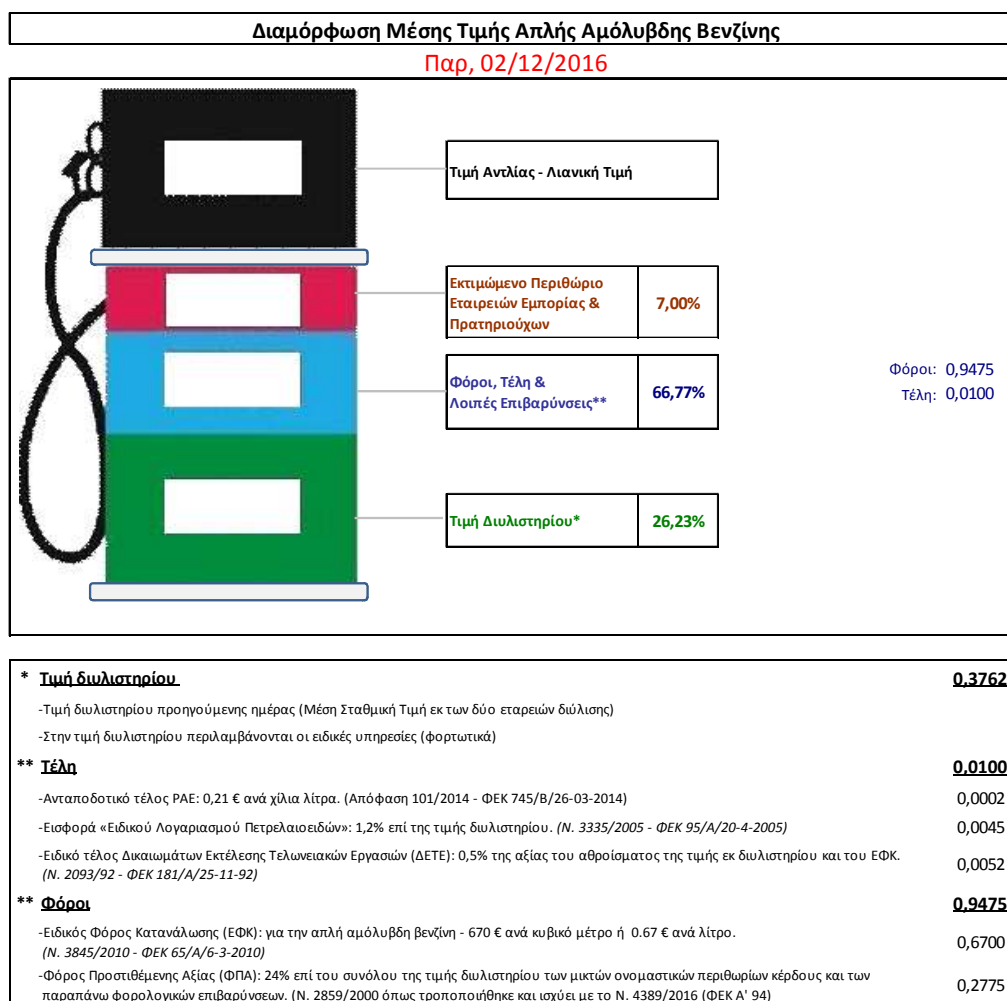 Διαμόρφωση Μέσης Τιμής Απλής Αμόλυβδης Βενζίνης
Παρ, 02/12/2016
Τιμή Αντλίας - Λιανική Τιμή
Εκτιμώμενο Περιθώριο
Εταιρειών Εμπορίας &
Πρατηριούχων
7,00%
Φόροι, Τέλη &
Λοιπές Επιβαρύνσεις**
66,77%
Φόροι: 0,9475
Τέλη: 0,0100
Τιμή Διυλιστηρίου*
26,23%
* Τιμή διυλιστηρίου 0,3762
-Τιμή διυλιστηρίου προηγούμενης ημέρας (Μέση Σταθμική Τιμή εκ των δύο εταρειών διύλισης)
-Στην τιμή διυλιστηρίου περιλαμβάνονται οι ειδικές υπηρεσίες (φορτωτικά)
** Τέλη 0,0100
-Ανταποδοτικό τέλος ΡΑΕ: 0,21 € ανά χίλια λίτρα. (Απόφαση 101/2014 - ΦΕΚ 745/Β/26-03-2014) 0,0002
-Εισφορά «Ειδικού Λογαριασμού Πετρελαιοειδών»: 1,2% επί της τιμής διυλιστηρίου. (Ν. 3335/2005 - ΦΕΚ 95/Α/20-4-2005) 0,0045
-Ειδικό τέλος Δικαιωμάτων Εκτέλεσης Τελωνειακών Εργασιών (ΔΕΤΕ): 0,5% της αξίας του αθροίσματος της τιμής εκ διυλιστηρίου και του ΕΦΚ. 0,0052
(Ν. 2093/92 - ΦΕΚ 181/Α/25-11-92)
** Φόροι 0,9475
-Ειδικός Φόρος Κατανάλωσης (ΕΦΚ): για την απλή αμόλυβδη βενζίνη - 670 € ανά κυβικό μέτρο ή 0.67 € ανά λίτρο. 0,6700
(Ν. 3845/2010 - ΦΕΚ 65/Α/6-3-2010)
-Φόρος Προστιθέμενης Αξίας (ΦΠΑ): 24% επί του συνόλου της τιμής διυλιστηρίου των μικτών ονομαστικών περιθωρίων κέρδους και των 0,2775
παραπάνω φορολογικών επιβαρύνσεων. (Ν. 2859/2000 όπως τροποποιήθηκε και ισχύει με το Ν. 4389/2016 (ΦΕΚ Α' 94)